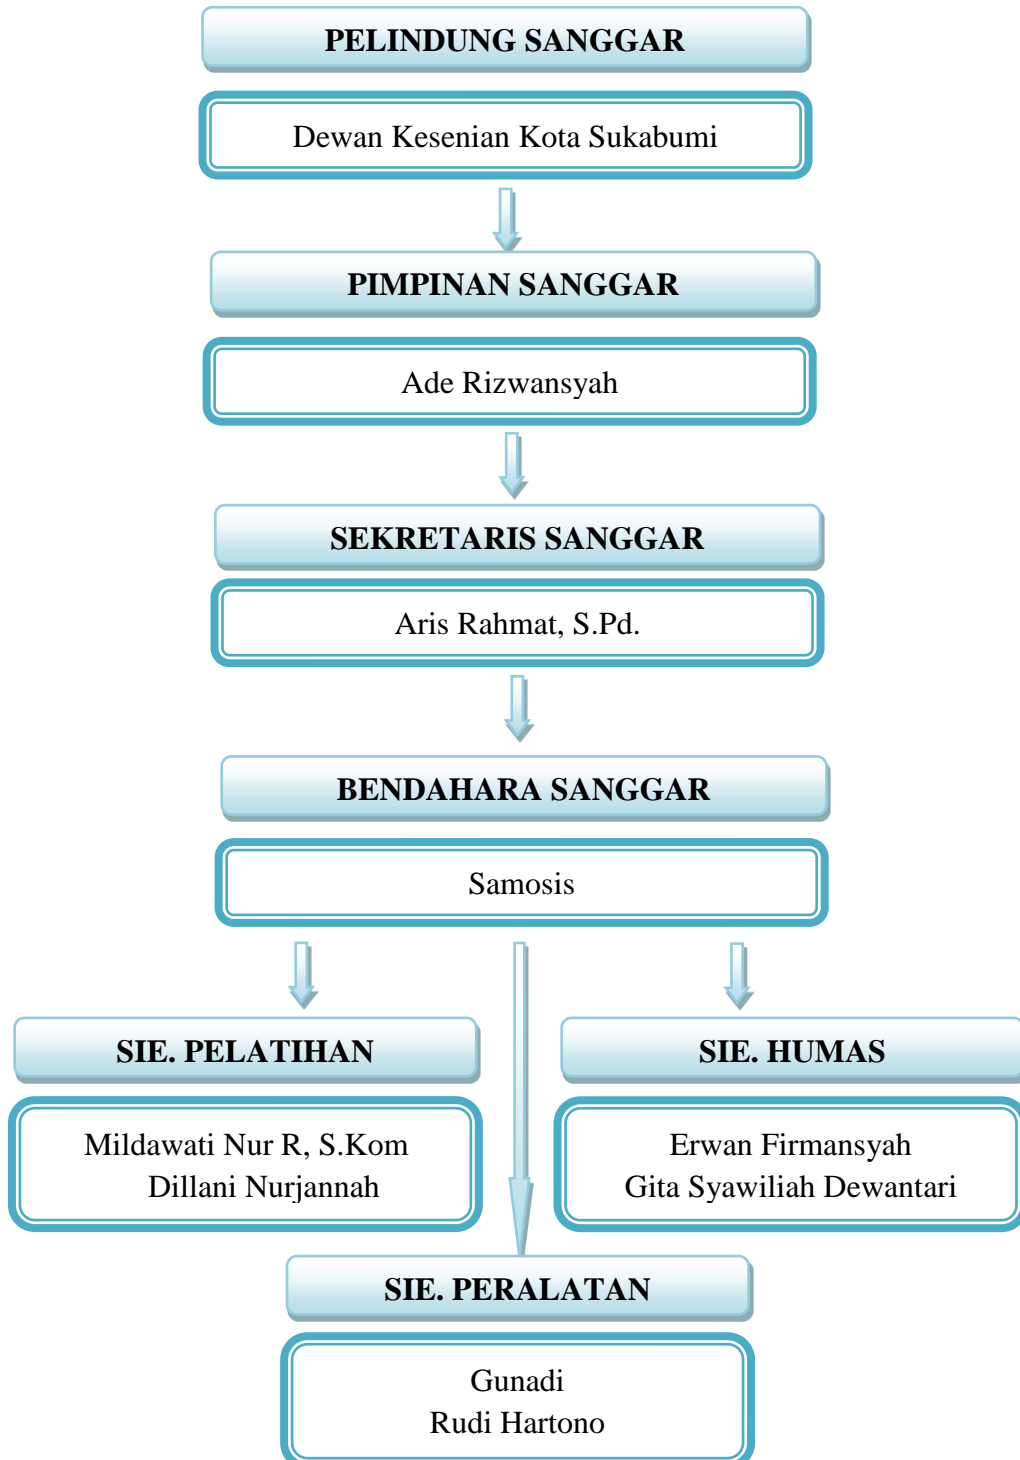 PELINDUNG SANGGAR
Dewan Kesenian Kota Sukabumi
PIMPINAN SANGGAR
Ade Rizwansyah
SEKRETARIS SANGGAR
Aris Rahmat, S.Pd.
BENDAHARA SANGGAR
Samosis
SIE. PELATIHAN
Mildawati Nur R, S.Kom
Dillani Nurjannah
SIE. HUMAS
Erwan Firmansyah
Gita Syawiliah Dewantari
SIE. PERALATAN
Gunadi
Rudi Hartono